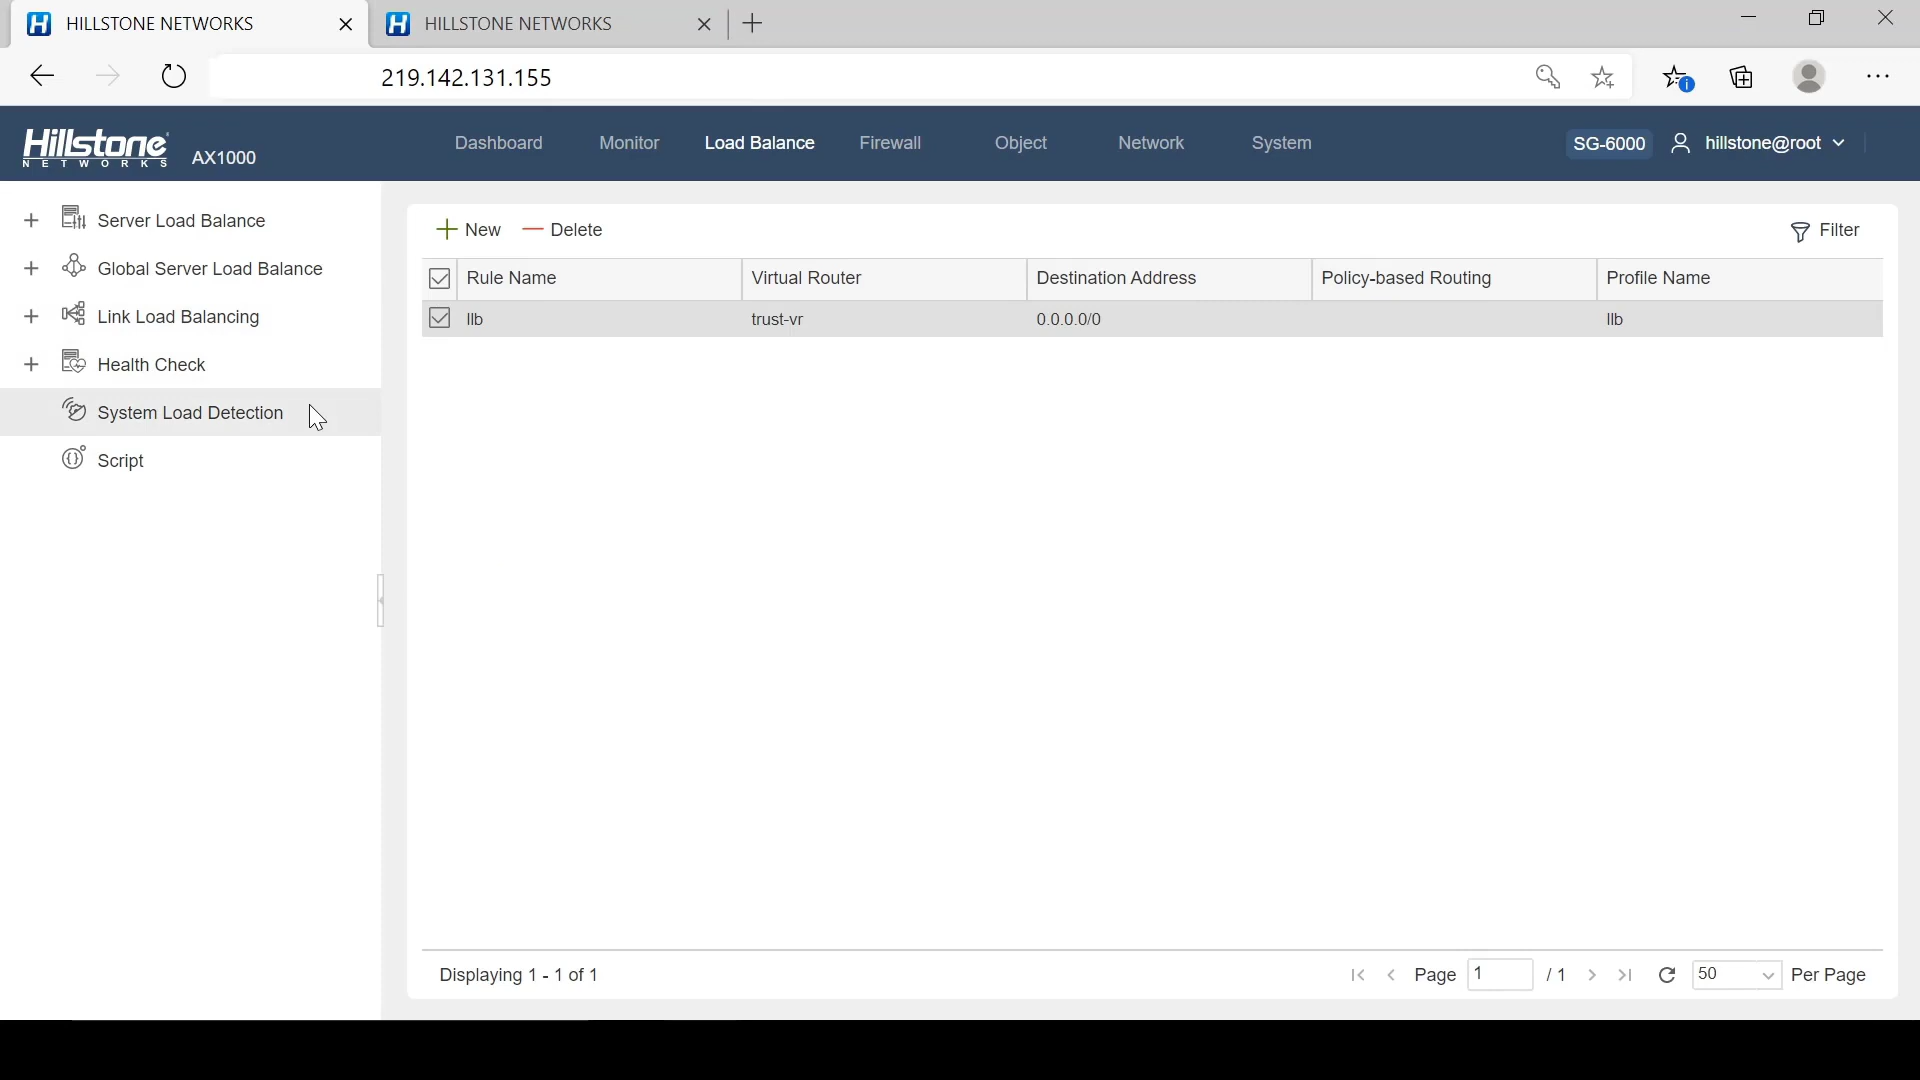 HILLSTONE NETWORKS HILLSTONE NETWORKS
219.142.131.155
Hillstone NETWORKS AX1000 Dashboard Monitor Load Balance Firewall Object Network System SG-6000 hillstone@root
Server Load Balance
Global Server Load Balance
Link Load Balancing
Health Check
System Load Detection
Script
New Delete Filter
Rule Name Virtual Router Destination Address Policy-based Routing Profile Name
llb trust-vr 0.0.0.0/0 llb
Displaying 1 - 1 of 1 Page 1 / 1 50 Per Page